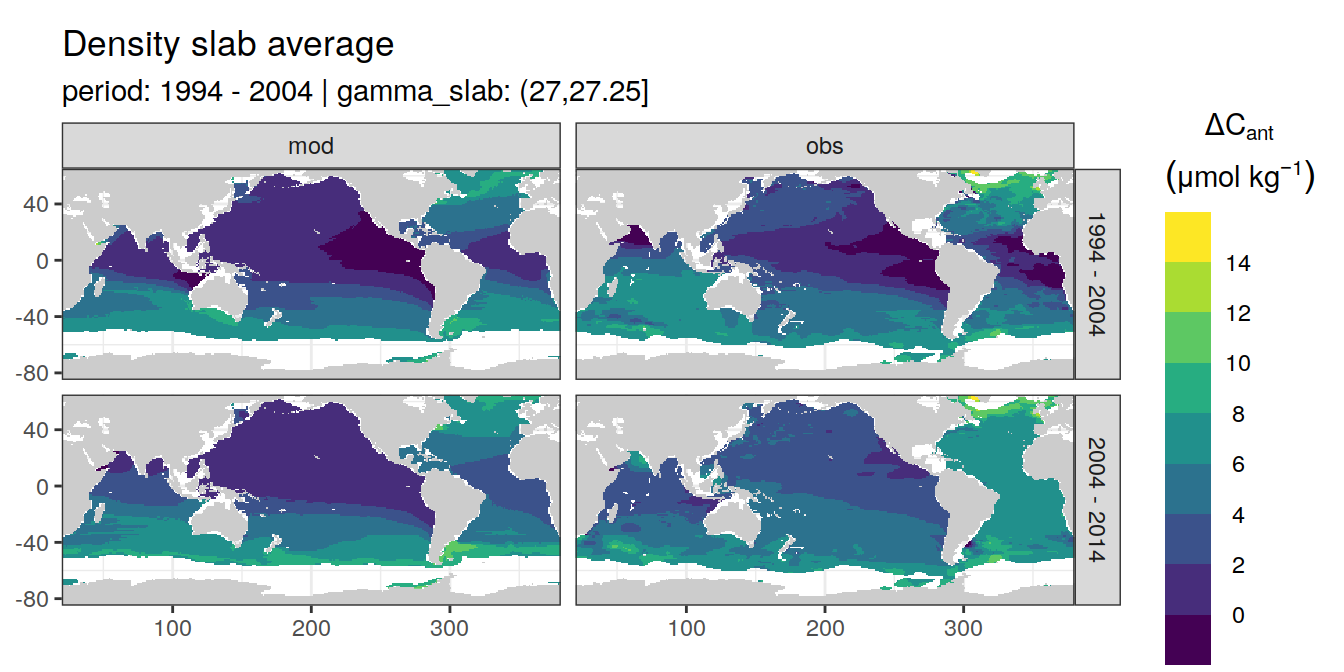 Density slab average
period: 1994 - 2004 | gamma_slab: (27,27.25]
mod
obs
40
0
-40
-80
1994 - 2004
40
0
-40
-80
2004 - 2014
100
200
300
100
200
300
ΔCant
(μmol kg⁻¹)
14
12
10
8
6
4
2
0